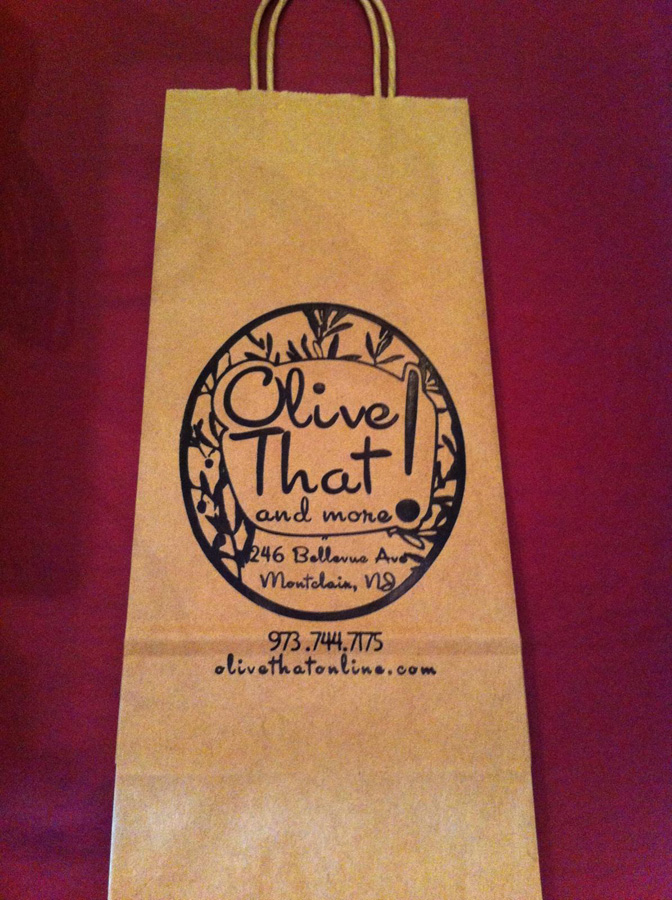 Olive
That!
and more
246 Bellevue Ave
Montclair, NJ
973.744.7175
olivethatonline.com